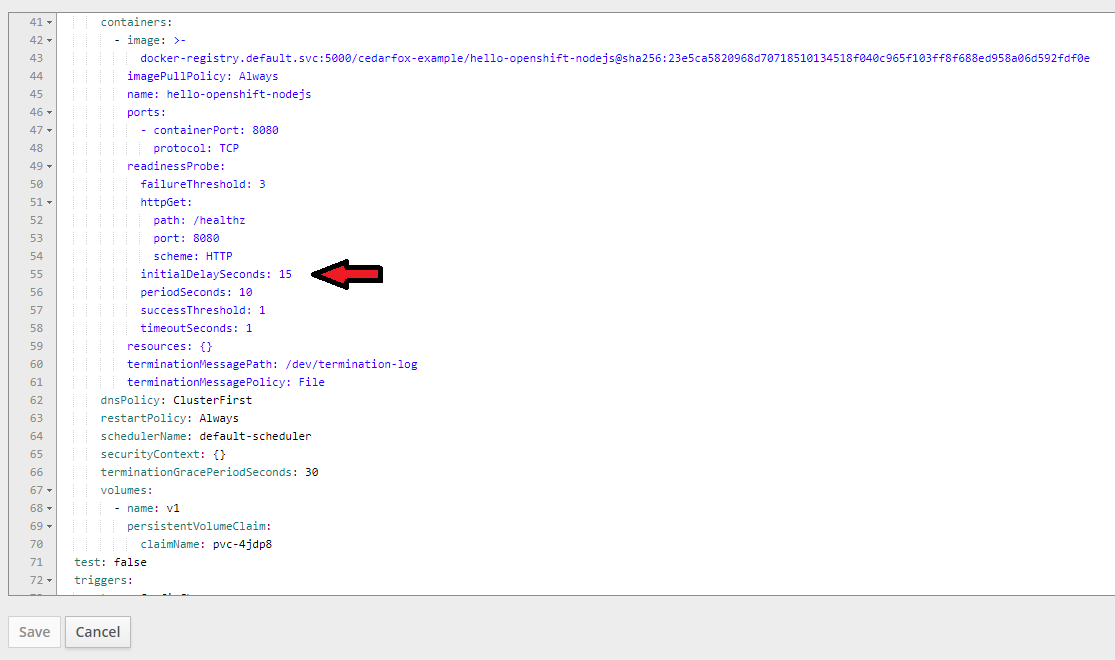 41 containers:
42 - image: >-
43 docker-registry.default.svc:5000/cedarfox-example/hello-openshift-nodejs@sha256:23e5ca5820968d70718510134518f040c965f103ff8f688ed958a06d592fdf0e
44 imagePullPolicy: Always
45 name: hello-openshift-nodejs
46 ports:
47 - containerPort: 8080
48 protocol: TCP
49 readinessProbe:
50 failureThreshold: 3
51 httpGet:
52 path: /healthz
53 port: 8080
54 scheme: HTTP
55 initialDelaySeconds: 15
56 periodSeconds: 10
57 successThreshold: 1
58 timeoutSeconds: 1
59 resources: {}
60 terminationMessagePath: /dev/termination-log
61 terminationMessagePolicy: File
62 dnsPolicy: ClusterFirst
63 restartPolicy: Always
64 schedulerName: default-scheduler
65 securityContext: {}
66 terminationGracePeriodSeconds: 30
67 volumes:
68 - name: v1
69 persistentVolumeClaim:
70 claimName: pvc-4jdp8
71 test: false
72 triggers:
Save Cancel